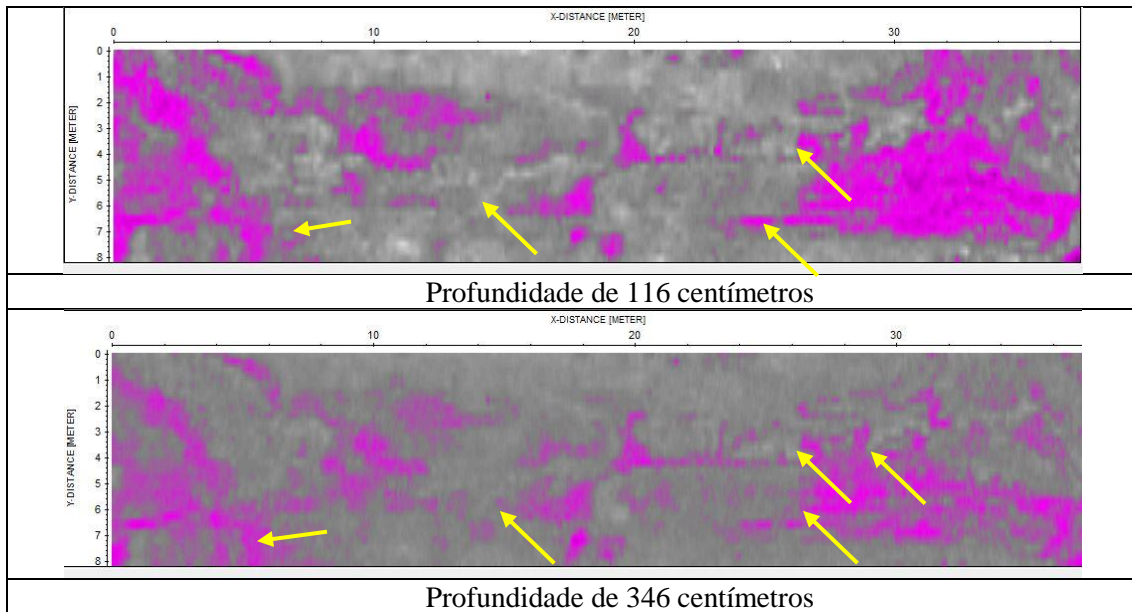 X-DISTANCE [METER]
0 10 20 30
Y-DISTANCE [METER]
0
1
2
3
4
5
6
7
8
Profundidade de 116 centímetros
X-DISTANCE [METER]
0 10 20 30
Y-DISTANCE [METER]
0
1
2
3
4
5
6
7
8
Profundidade de 346 centímetros